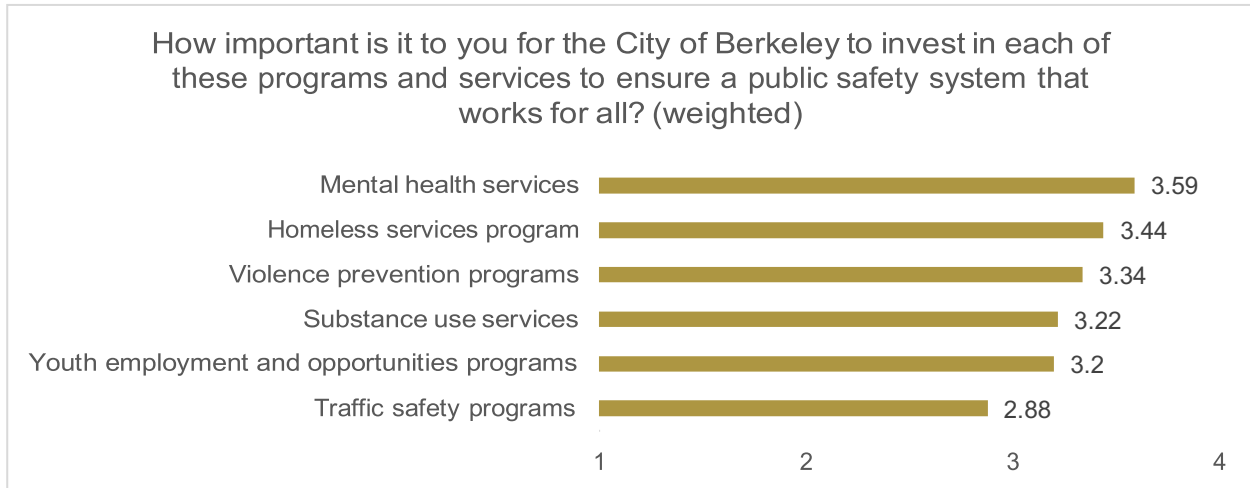 How important is it to you for the City of Berkeley to invest in each of
these programs and services to ensure a public safety system that
works for all? (weighted)
Mental health services 3.59
Homeless services program 3.44
Violence prevention programs 3.34
Substance use services 3.22
Youth employment and opportunities programs 3.2
Traffic safety programs 2.88
1 2 3 4